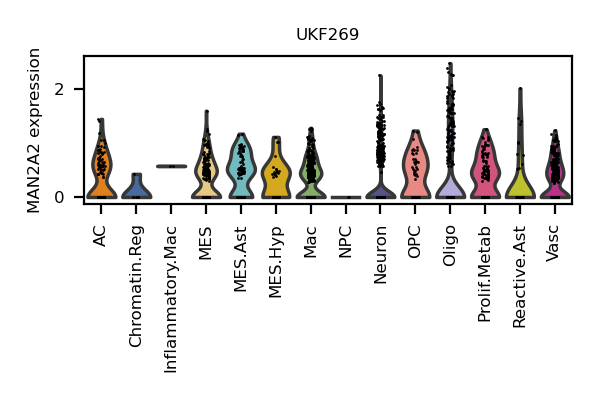 UKF269
MAN2A2 expression
2
0
AC
Chromatin.Reg
Inflammatory.Mac
MES
MES.Ast
MES.Hyp
Mac
NPC
Neuron
OPC
Oligo
Prolif.Metab
Reactive.Ast
Vasc